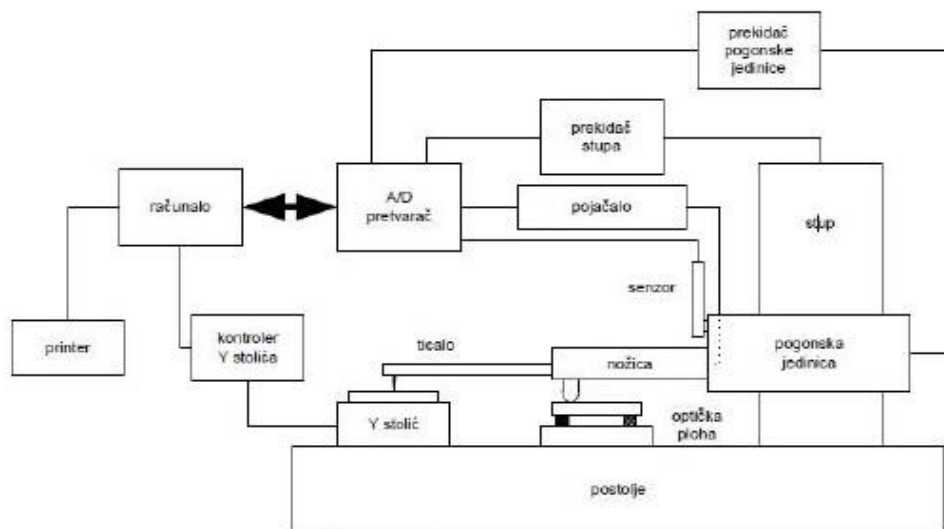 prekidač
pogonske
jedinice
prekidač
stupa
računalo
A/D
pretvarač
pojačalo
stup
senzor
printer
kontroler
Y stoliča
ticalo
nožica
pogonska
jedinica
Y stolić
optička
ploha
postolje